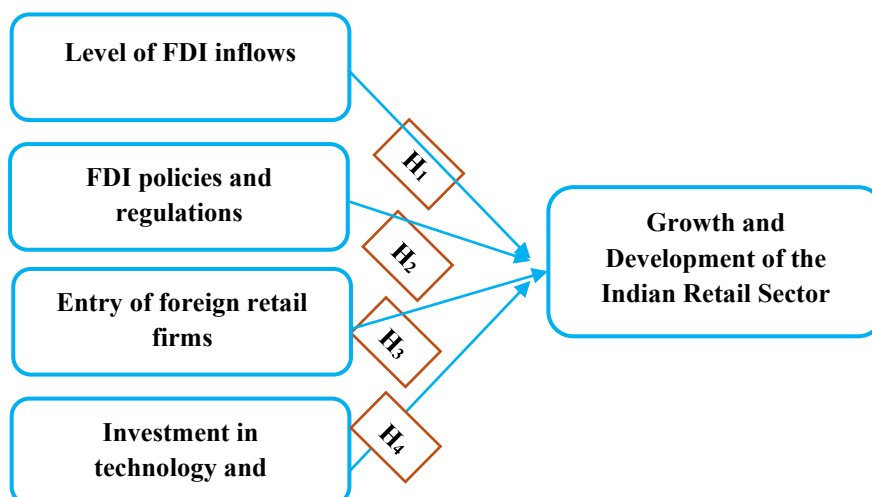 Level of FDI inflows
H₁
FDI policies and
regulations
H₂
Growth and
Development of the
Indian Retail Sector
Entry of foreign retail
firms
H₃
Investment in
technology and
H₄